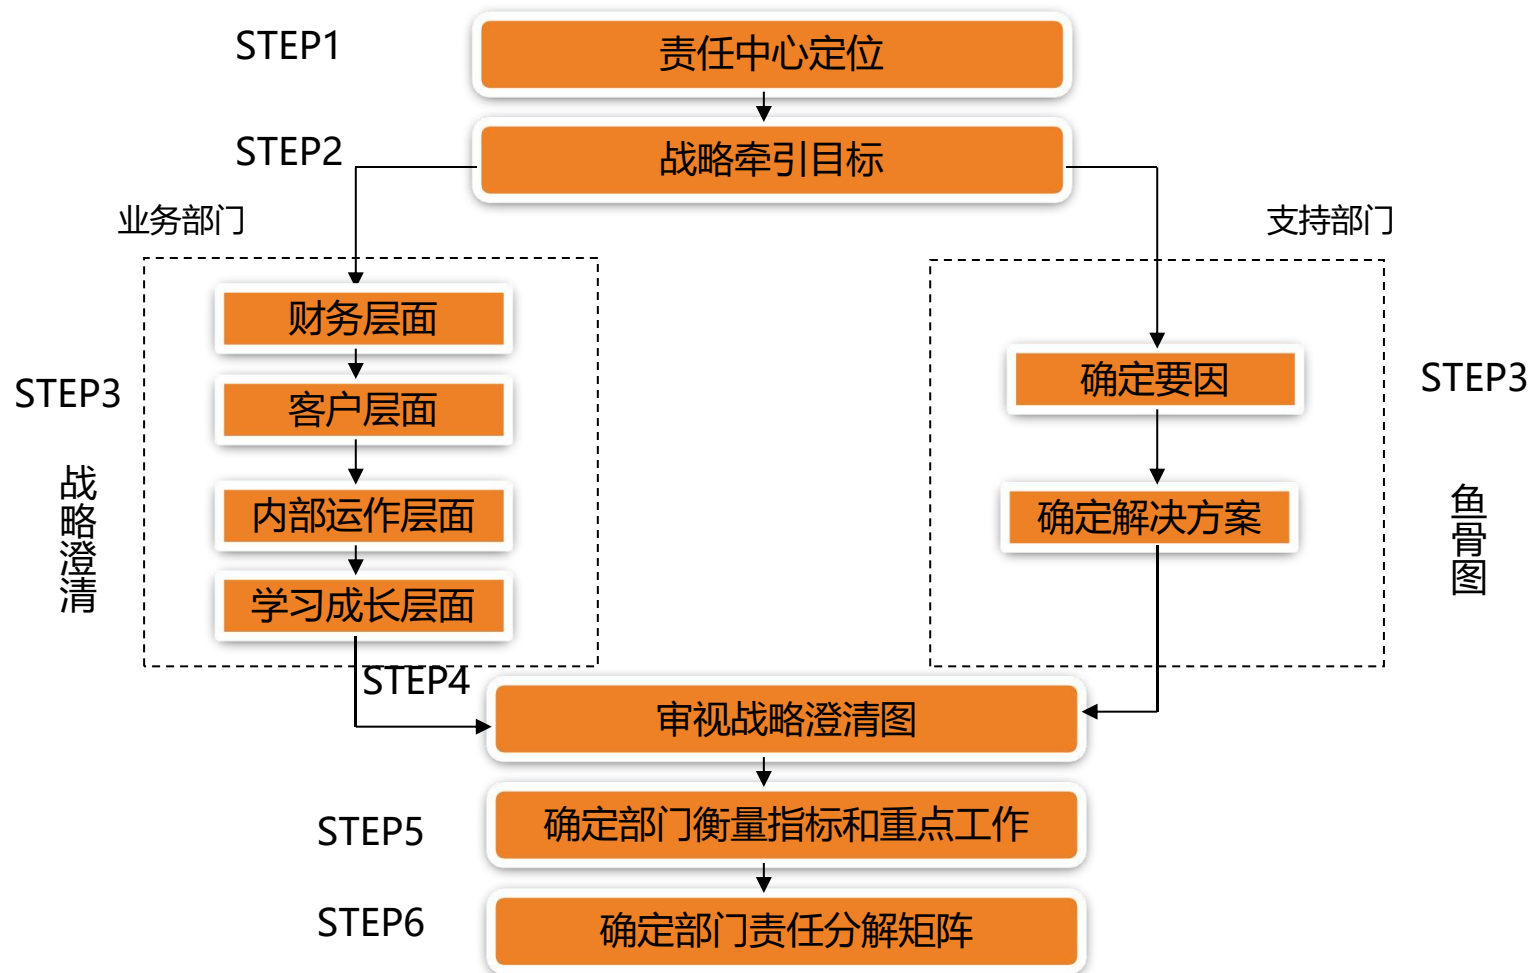 STEP1
责任中心定位
STEP2
战略牵引目标
业务部门
支持部门
财务层面
客户层面
内部运作层面
学习成长层面
STEP3
战略澄清
确定要因
确定解决方案
STEP3
鱼骨图
STEP4
审视战略澄清图
STEP5
确定部门衡量指标和重点工作
STEP6
确定部门责任分解矩阵